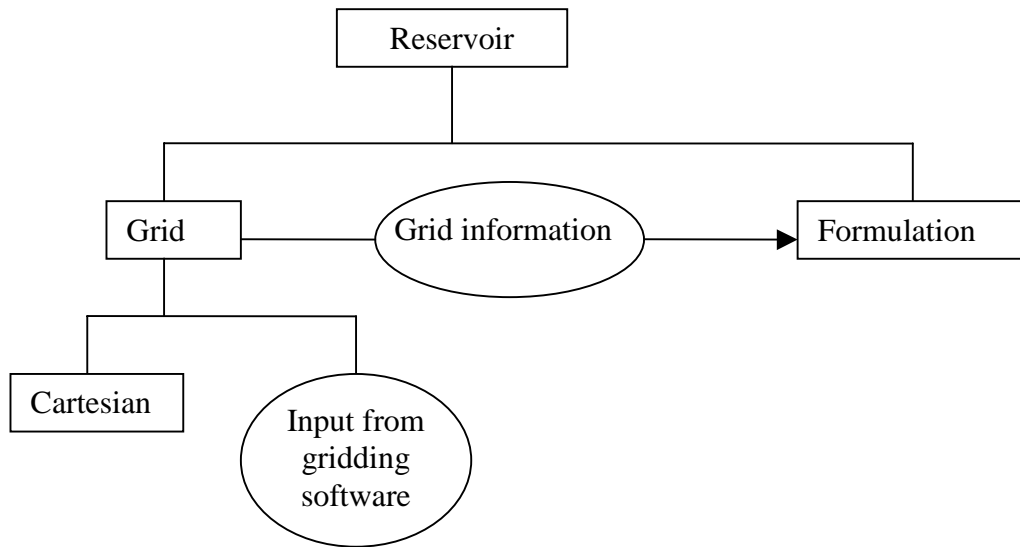 Reservoir
Grid
Grid information
Formulation
Cartesian
Input from
gridding
software